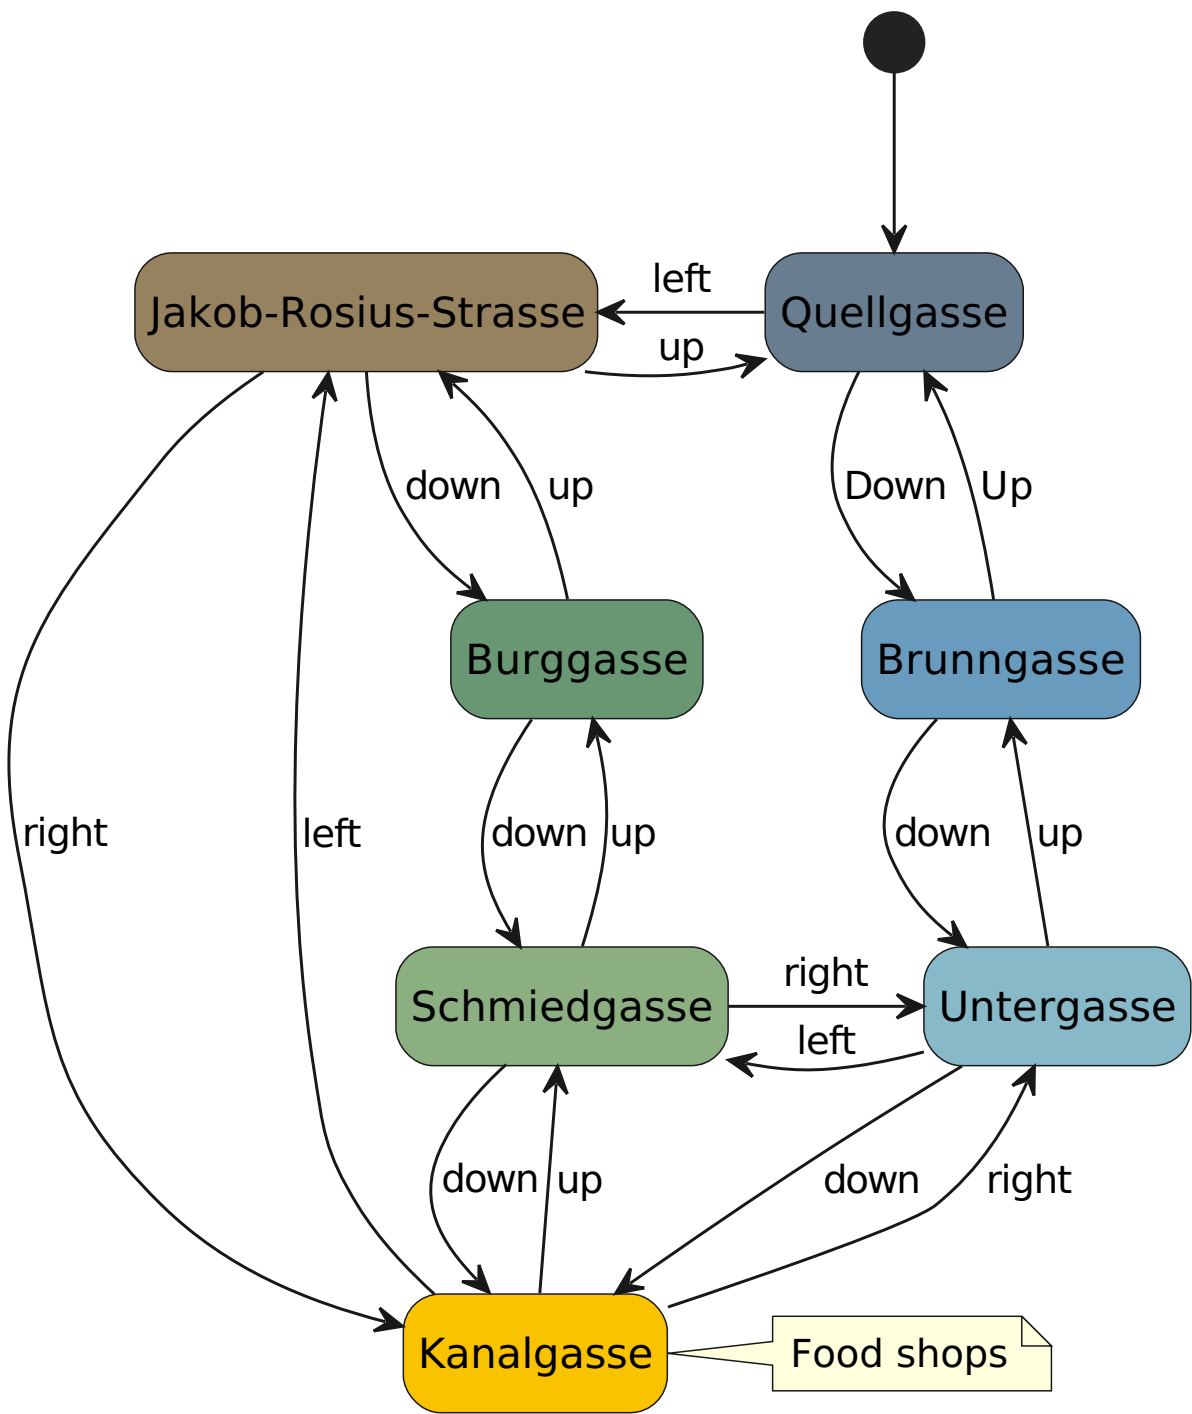 left
Jakob-Rosius-Strasse
Quellgasse
up
down
up
Down
Up
Burggasse
Brunngasse
right
left
down
up
down
up
right
Schmiedgasse
Untergasse
left
down
up
down
right
Kanalgasse
Food shops